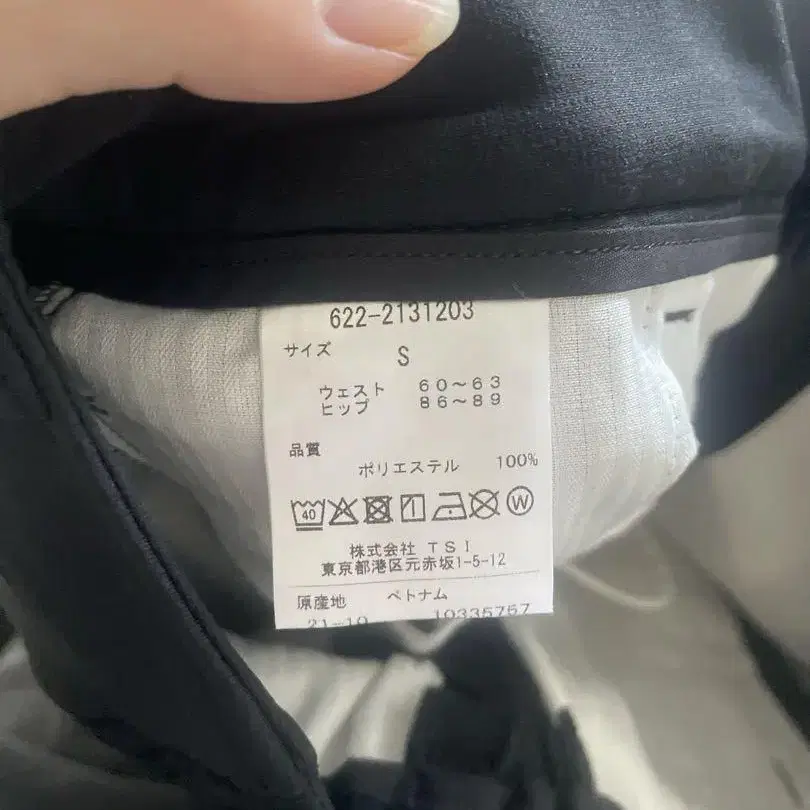 622-2131203
サイズ S
ウェスト 60～63
ヒップ 86～89
品質
ポリエステル 100%
40 W
株式会社 TSI
東京都港区元赤坂1-5-12
原産地 ベトナム
21-10 10335757